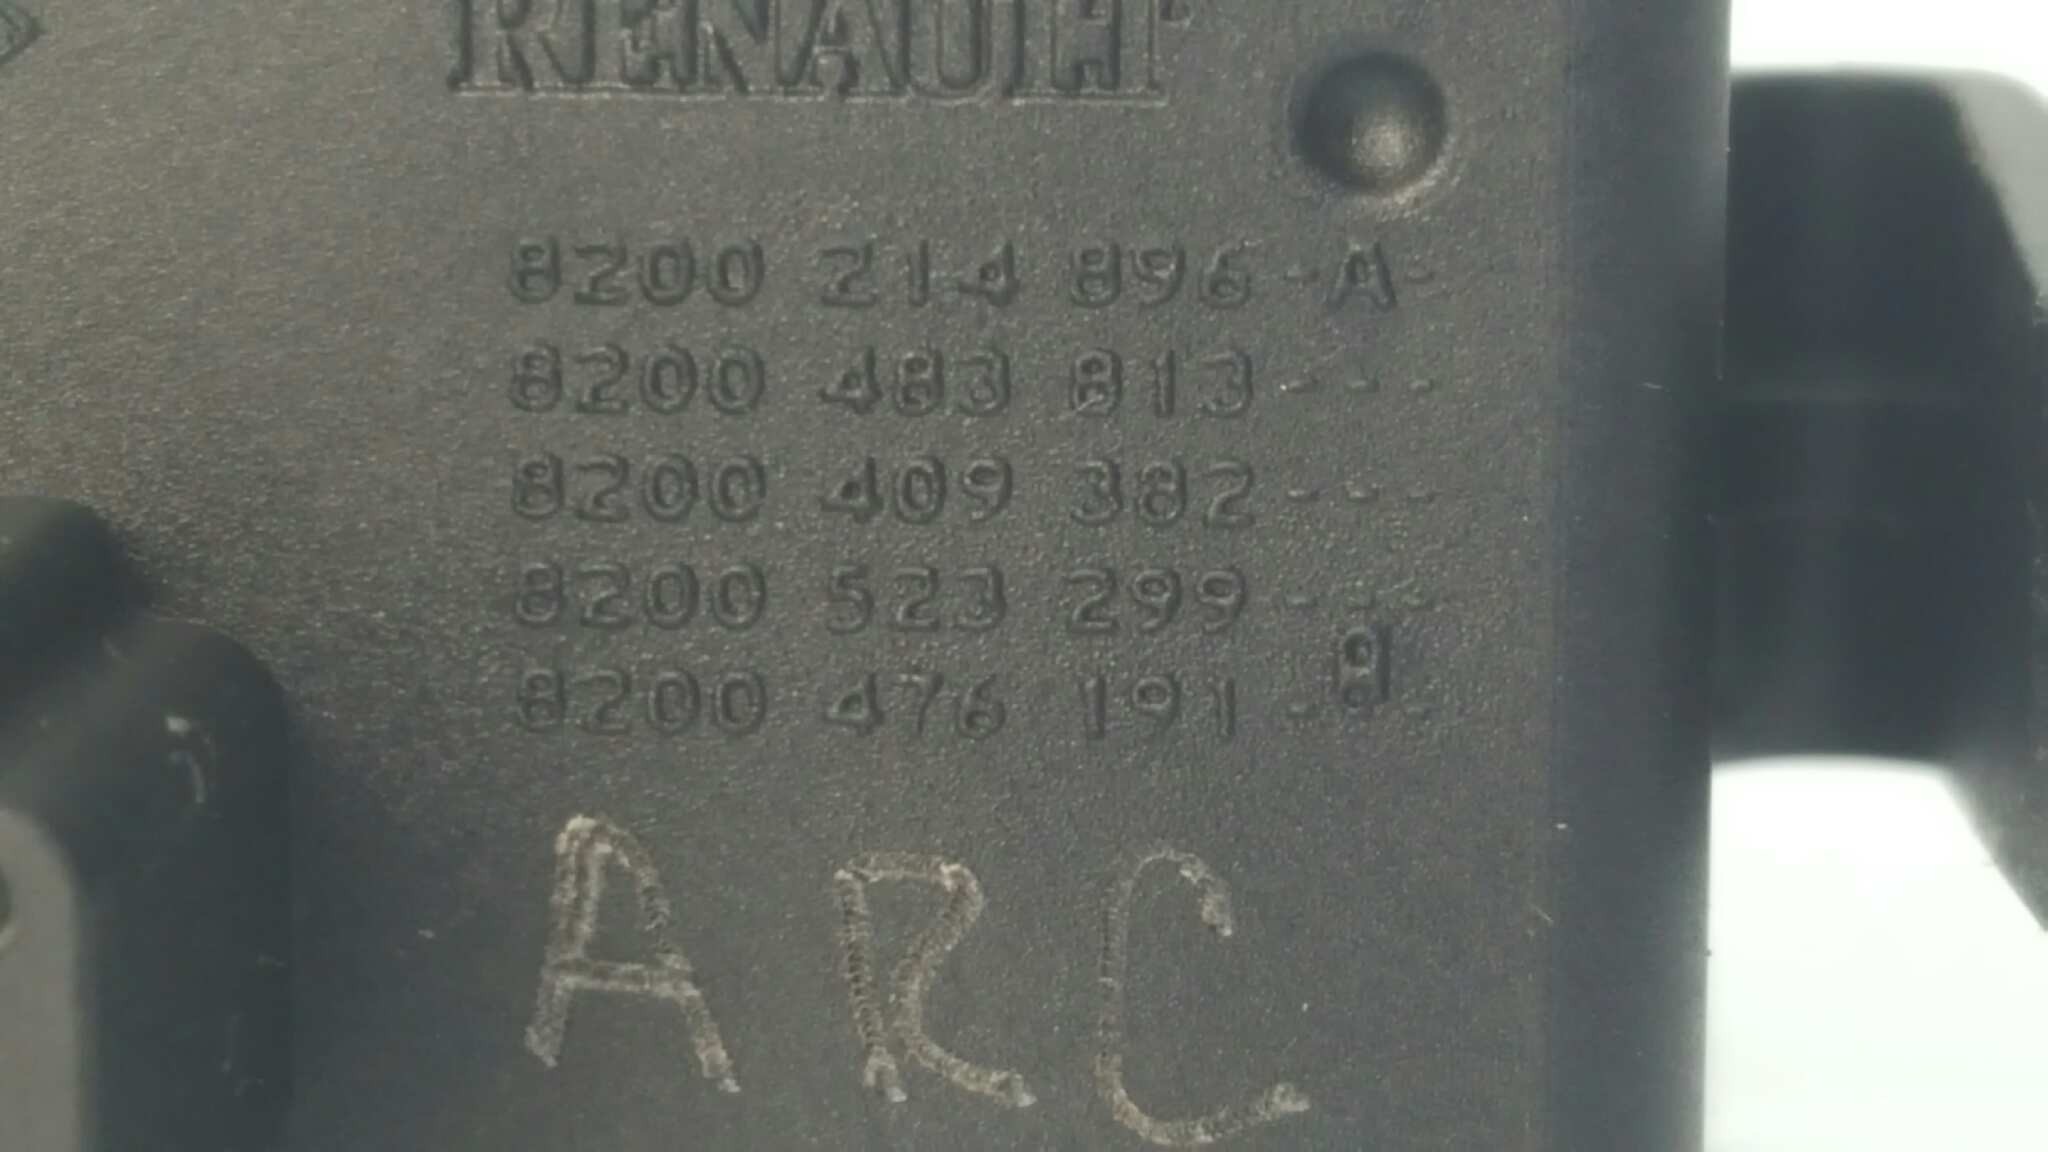 RENAULT
8200 214 896 -A-
8200 483 813 ---
8200 409 382 ---
8200 523 299 ---
8200 476 191 ---
ARC